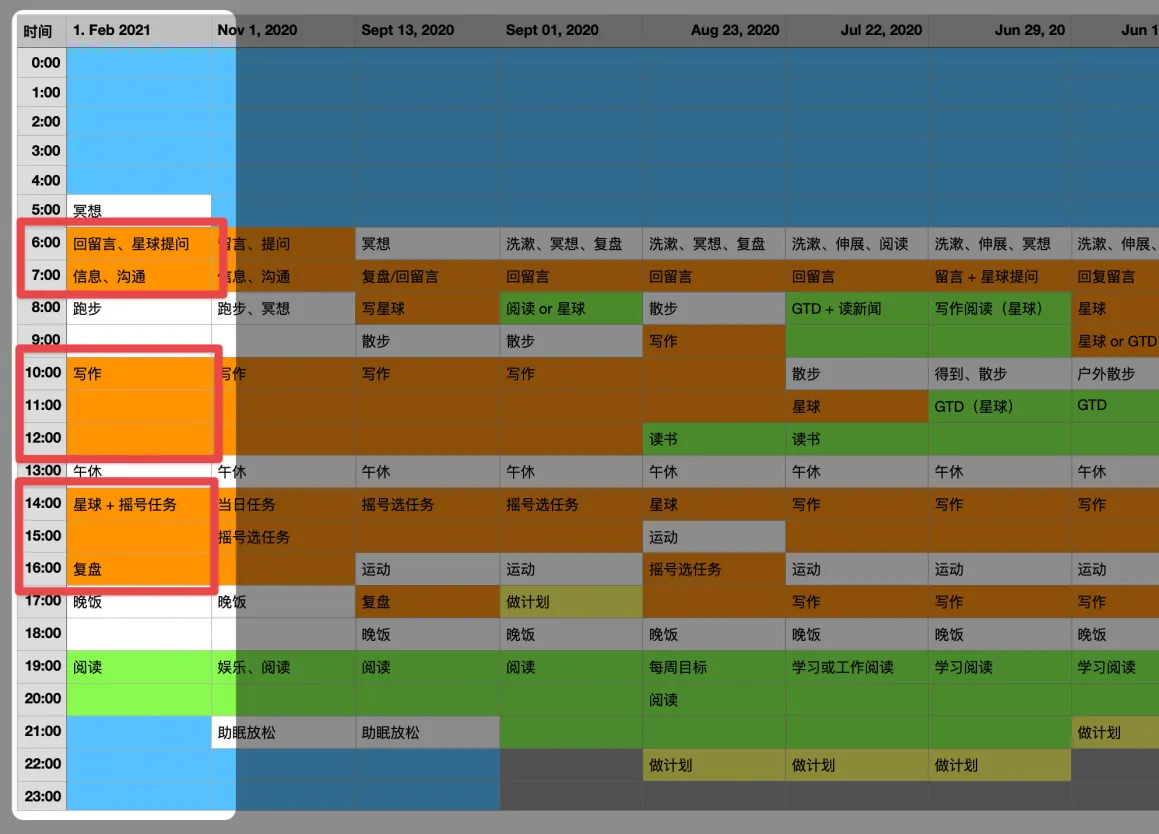 时间 1. Feb 2021 Nov 1, 2020 Sept 13, 2020 Sept 01, 2020 Aug 23, 2020 Jul 22, 2020 Jun 29, 20 Jun 1
0:00
1:00
2:00
3:00
4:00
5:00 冥想
6:00 回留言、星球提问 留言、提问 冥想 洗漱、冥想、复盘 洗漱、冥想、复盘 洗漱、伸展、阅读 洗漱、伸展、冥想 洗漱、伸展、
7:00 信息、沟通 信息、沟通 复盘/回留言 回留言 回留言 回留言 留言 + 星球提问 回复留言
8:00 跑步 跑步、冥想 写星球 阅读 or 星球 散步 GTD + 读新闻 写作阅读（星球） 星球
9:00 散步 散步 写作 星球 or GTD
10:00 写作 写作 写作 写作 散步 得到、散步 户外散步
11:00 星球 GTD（星球） GTD
12:00 读书 读书
13:00 午休 午休 午休 午休 午休 午休 午休 午休
14:00 星球 + 摇号任务 当日任务 摇号选任务 摇号选任务 星球 写作 写作 写作
15:00 摇号选任务 运动
16:00 复盘 运动 运动 摇号选任务 运动 运动 运动
17:00 晚饭 晚饭 复盘 做计划 写作 写作 写作
18:00 晚饭 晚饭 晚饭 晚饭 晚饭 晚饭
19:00 阅读 娱乐、阅读 阅读 阅读 每周目标 学习或工作阅读 学习阅读 学习阅读
20:00 阅读
21:00 助眠放松 助眠放松 做计划
22:00 做计划 做计划 做计划
23:00